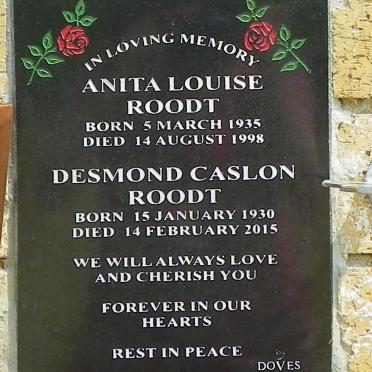 IN LOVING MEMORY
ANITA LOUISE
ROODT
BORN 5 MARCH 1935
DIED 14 AUGUST 1998
DESMOND CASLON
ROODT
BORN 15 JANUARY 1930
DIED 14 FEBRUARY 2015
WE WILL ALWAYS LOVE
AND CHERISH YOU
FOREVER IN OUR
HEARTS
REST IN PEACE
DOVES